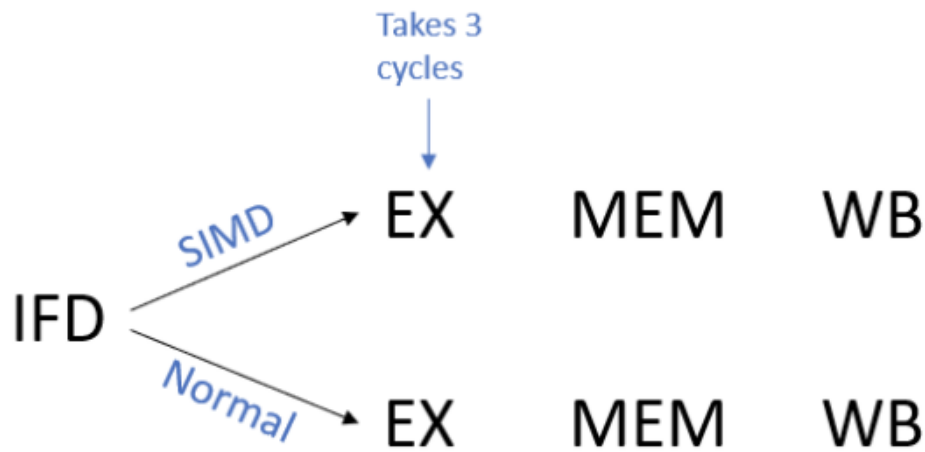 Takes 3
cycles
EX MEM WB
SIMD
IFD
Normal
EX MEM WB